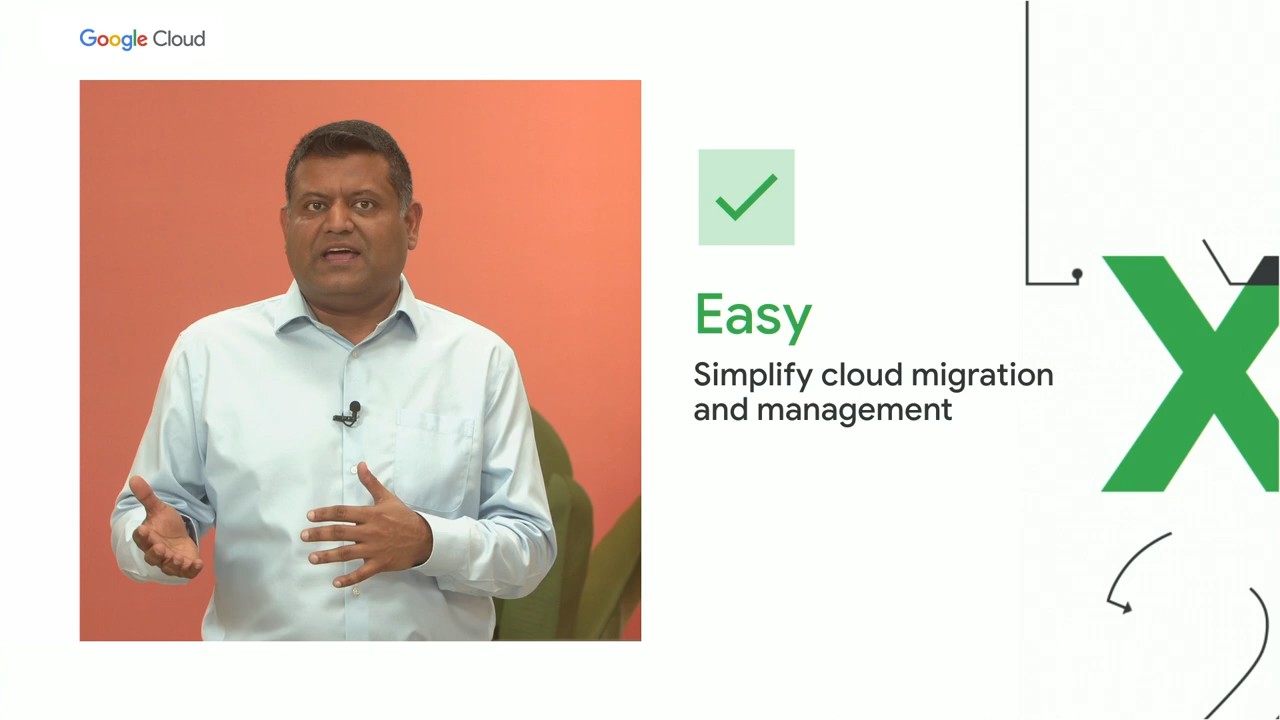 Google Cloud
Easy
Simplify cloud migration
and management
X